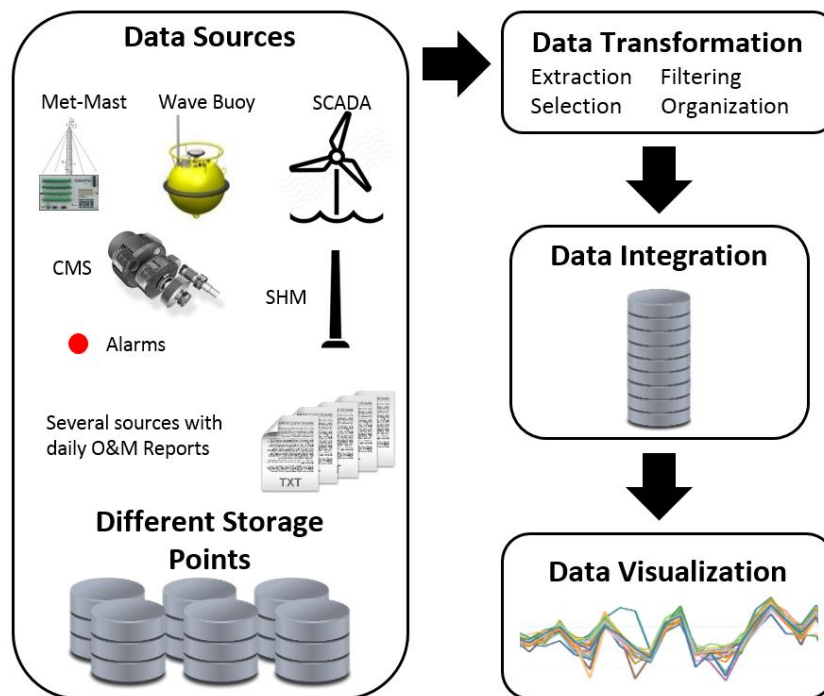 Data Sources
Met-Mast
Wave Buoy
SCADA
CMS
SHM
Alarms
Several sources with
daily O&M Reports
TXT
Different Storage
Points
Data Transformation
Extraction Filtering
Selection Organization
Data Integration
Data Visualization